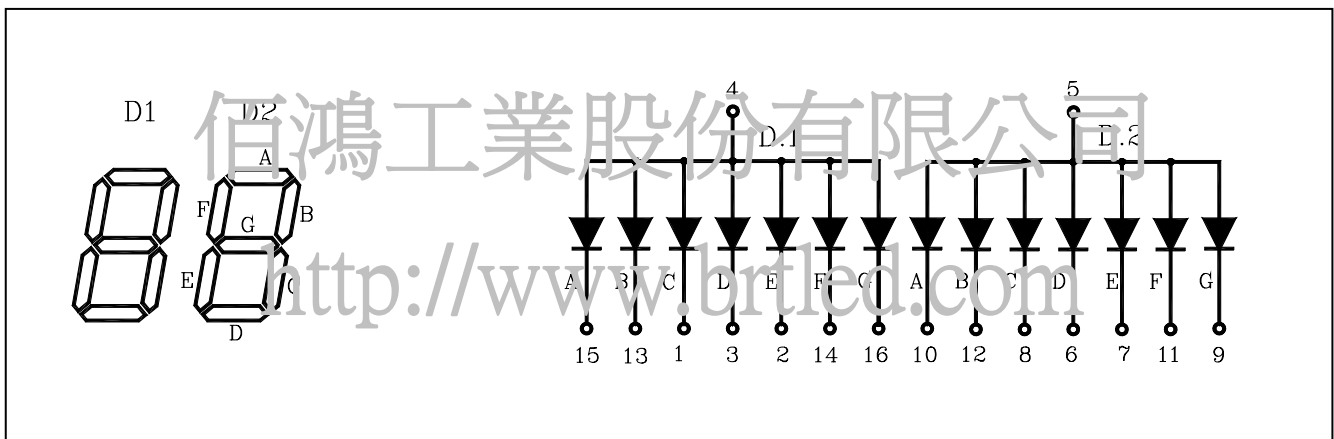 D1 D2
A
F B
G
E C
D
4 5
D.1 D.2
A B C D E F G A B C D E F G
15 13 1 3 2 14 16 10 12 8 6 7 11 9
佰鴻工業股份有限公司
http://www.brtled.com